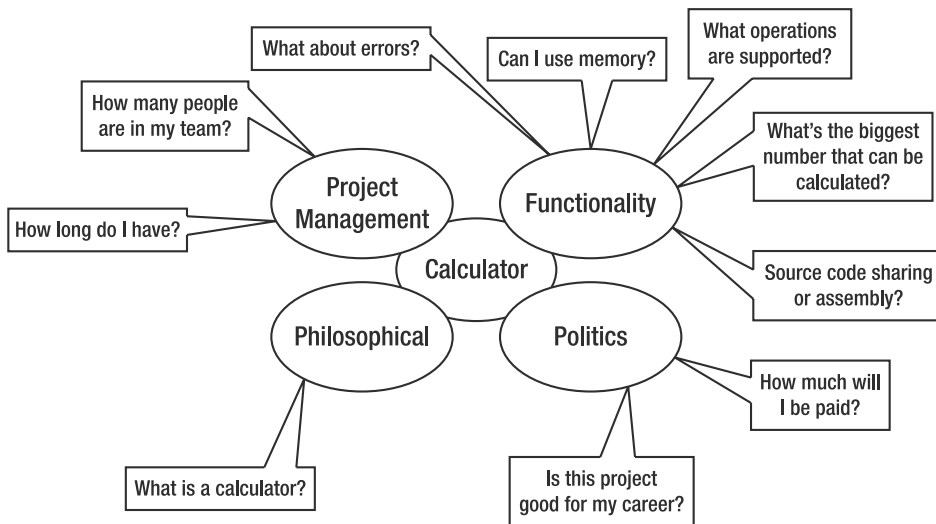 What about errors?
Can I use memory?
What operations
are supported?
How many people
are in my team?
What's the biggest
number that can be
calculated?
Project
Management
Functionality
How long do I have?
Calculator
Source code sharing
or assembly?
Philosophical
Politics
How much will
I be paid?
What is a calculator?
Is this project
good for my career?